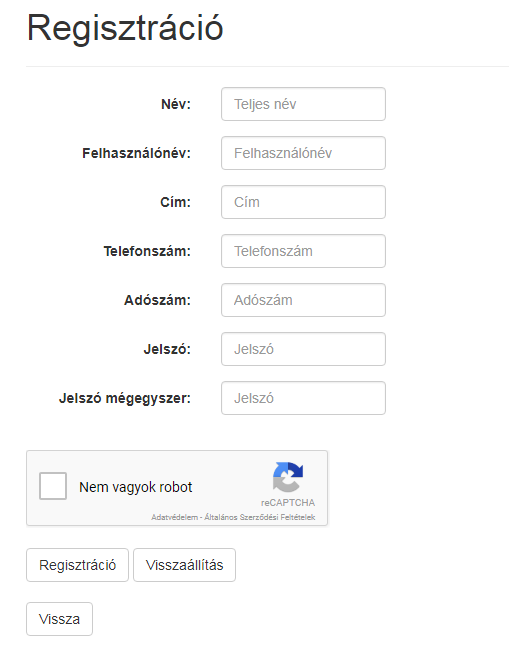 Regisztráció
Név: Teljes név
Felhasználónév: Felhasználónév
Cím: Cím
Telefonszám: Telefonszám
Adószám: Adószám
Jelszó: Jelszó
Jelszó mégegyszer: Jelszó
Nem vagyok robot
reCAPTCHA
Adatvédelem - Általános Szerződési Feltételek
Regisztráció Visszaállítás
Vissza